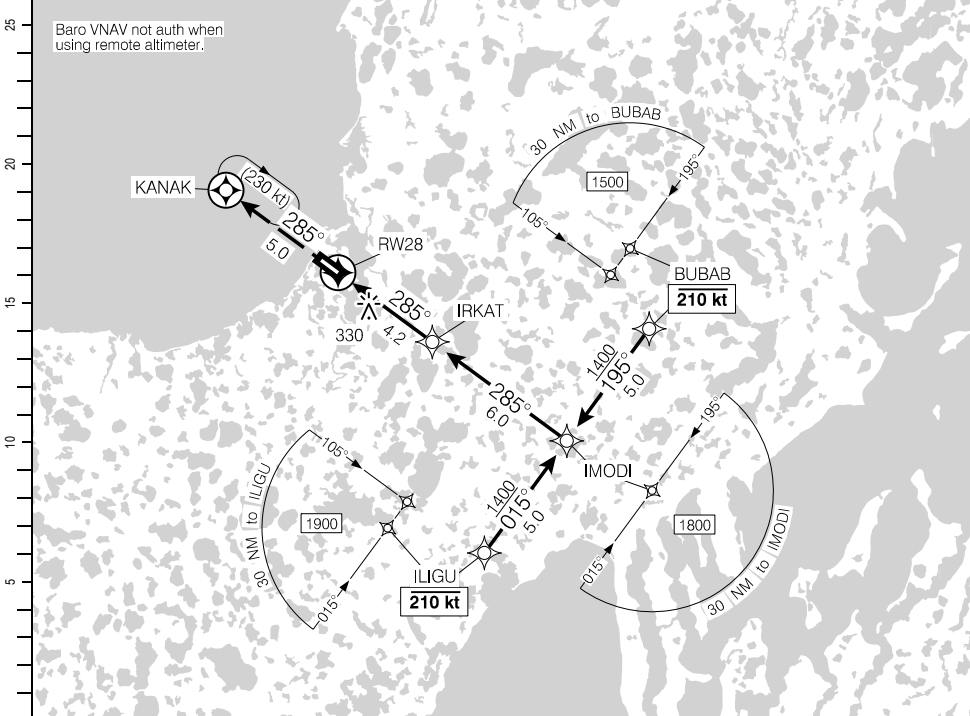 25
Baro VNAV not auth when
using remote altimeter.
20
30 NM to BUBAB
1500
195°
105°
KANAK
(230 kt)
285°
5.0
RW28
BUBAB
210 kt
15
285°
4.2
330
IRKAT
1400
195°
5.0
285°
6.0
195°
10
105°
IMODI
30 NM to ILIGU
1900
1400
015°
5.0
1800
30 NM to IMODI
015°
5
015°
ILIGU
210 kt